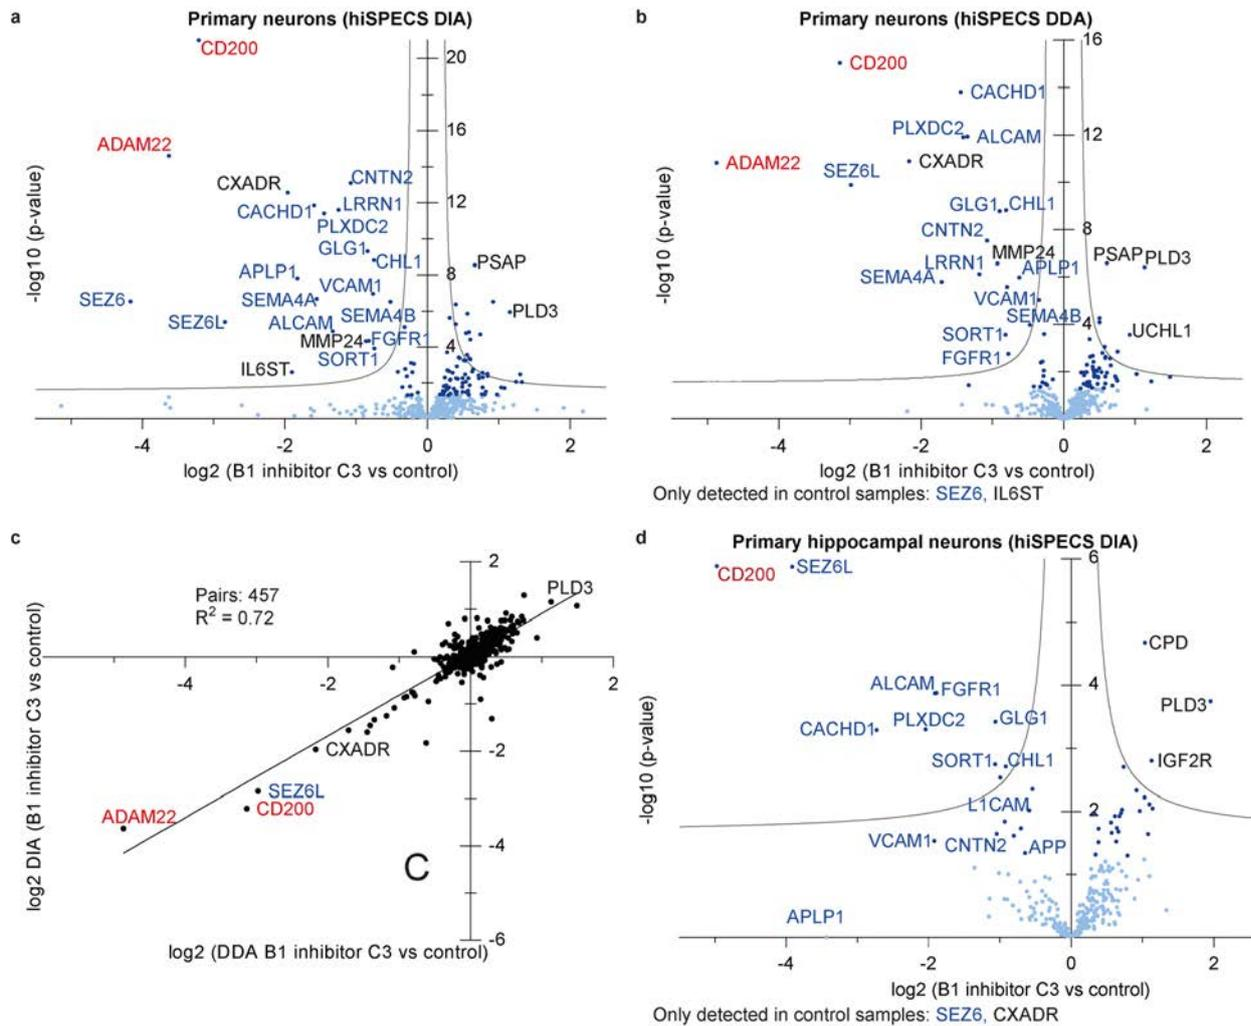 a
Primary neurons (hiSPECS DIA)
CD200
20
16
ADAM22
CXADR
CNTN2
12
CACHD1
LRRN1
PLXDC2
GLG1
CHL1
PSAP
8
APLP1
VCAM1
SEZ6
SEMA4A
PLD3
SEZ6L
ALCAM
SEMA4B
MMP24
FGFR1
4
SORT1
IL6ST
-log10 (p-value)
-4
-2
0
2
log2 (B1 inhibitor C3 vs control)
b
Primary neurons (hiSPECS DDA)
16
CD200
CACHD1
PLXDC2
ALCAM
12
ADAM22
CXADR
SEZ6L
GLG1
CHL1
8
CNTN2
MMP24
PSAP
PLD3
LRRN1
APLP1
SEMA4A
VCAM1
SEMA4B
4
SORT1
UCHL1
FGFR1
-log10 (p-value)
-4
-2
0
2
log2 (B1 inhibitor C3 vs control)
Only detected in control samples: SEZ6, IL6ST
c
2
Pairs: 457
R² = 0.72
PLD3
-4
-2
2
CXADR
-2
SEZ6L
ADAM22
CD200
-4
C
-6
log2 DIA (B1 inhibitor C3 vs control)
log2 (DDA B1 inhibitor C3 vs control)
d
Primary hippocampal neurons (hiSPECS DIA)
6
CD200
SEZ6L
CPD
ALCAM
FGFR1
4
PLD3
CACHD1
PLXDC2
GLG1
SORT1
CHL1
IGF2R
L1CAM
2
VCAM1
CNTN2
APP
APLP1
-log10 (p-value)
-4
-2
0
2
log2 (B1 inhibitor C3 vs control)
Only detected in control samples: SEZ6, CXADR